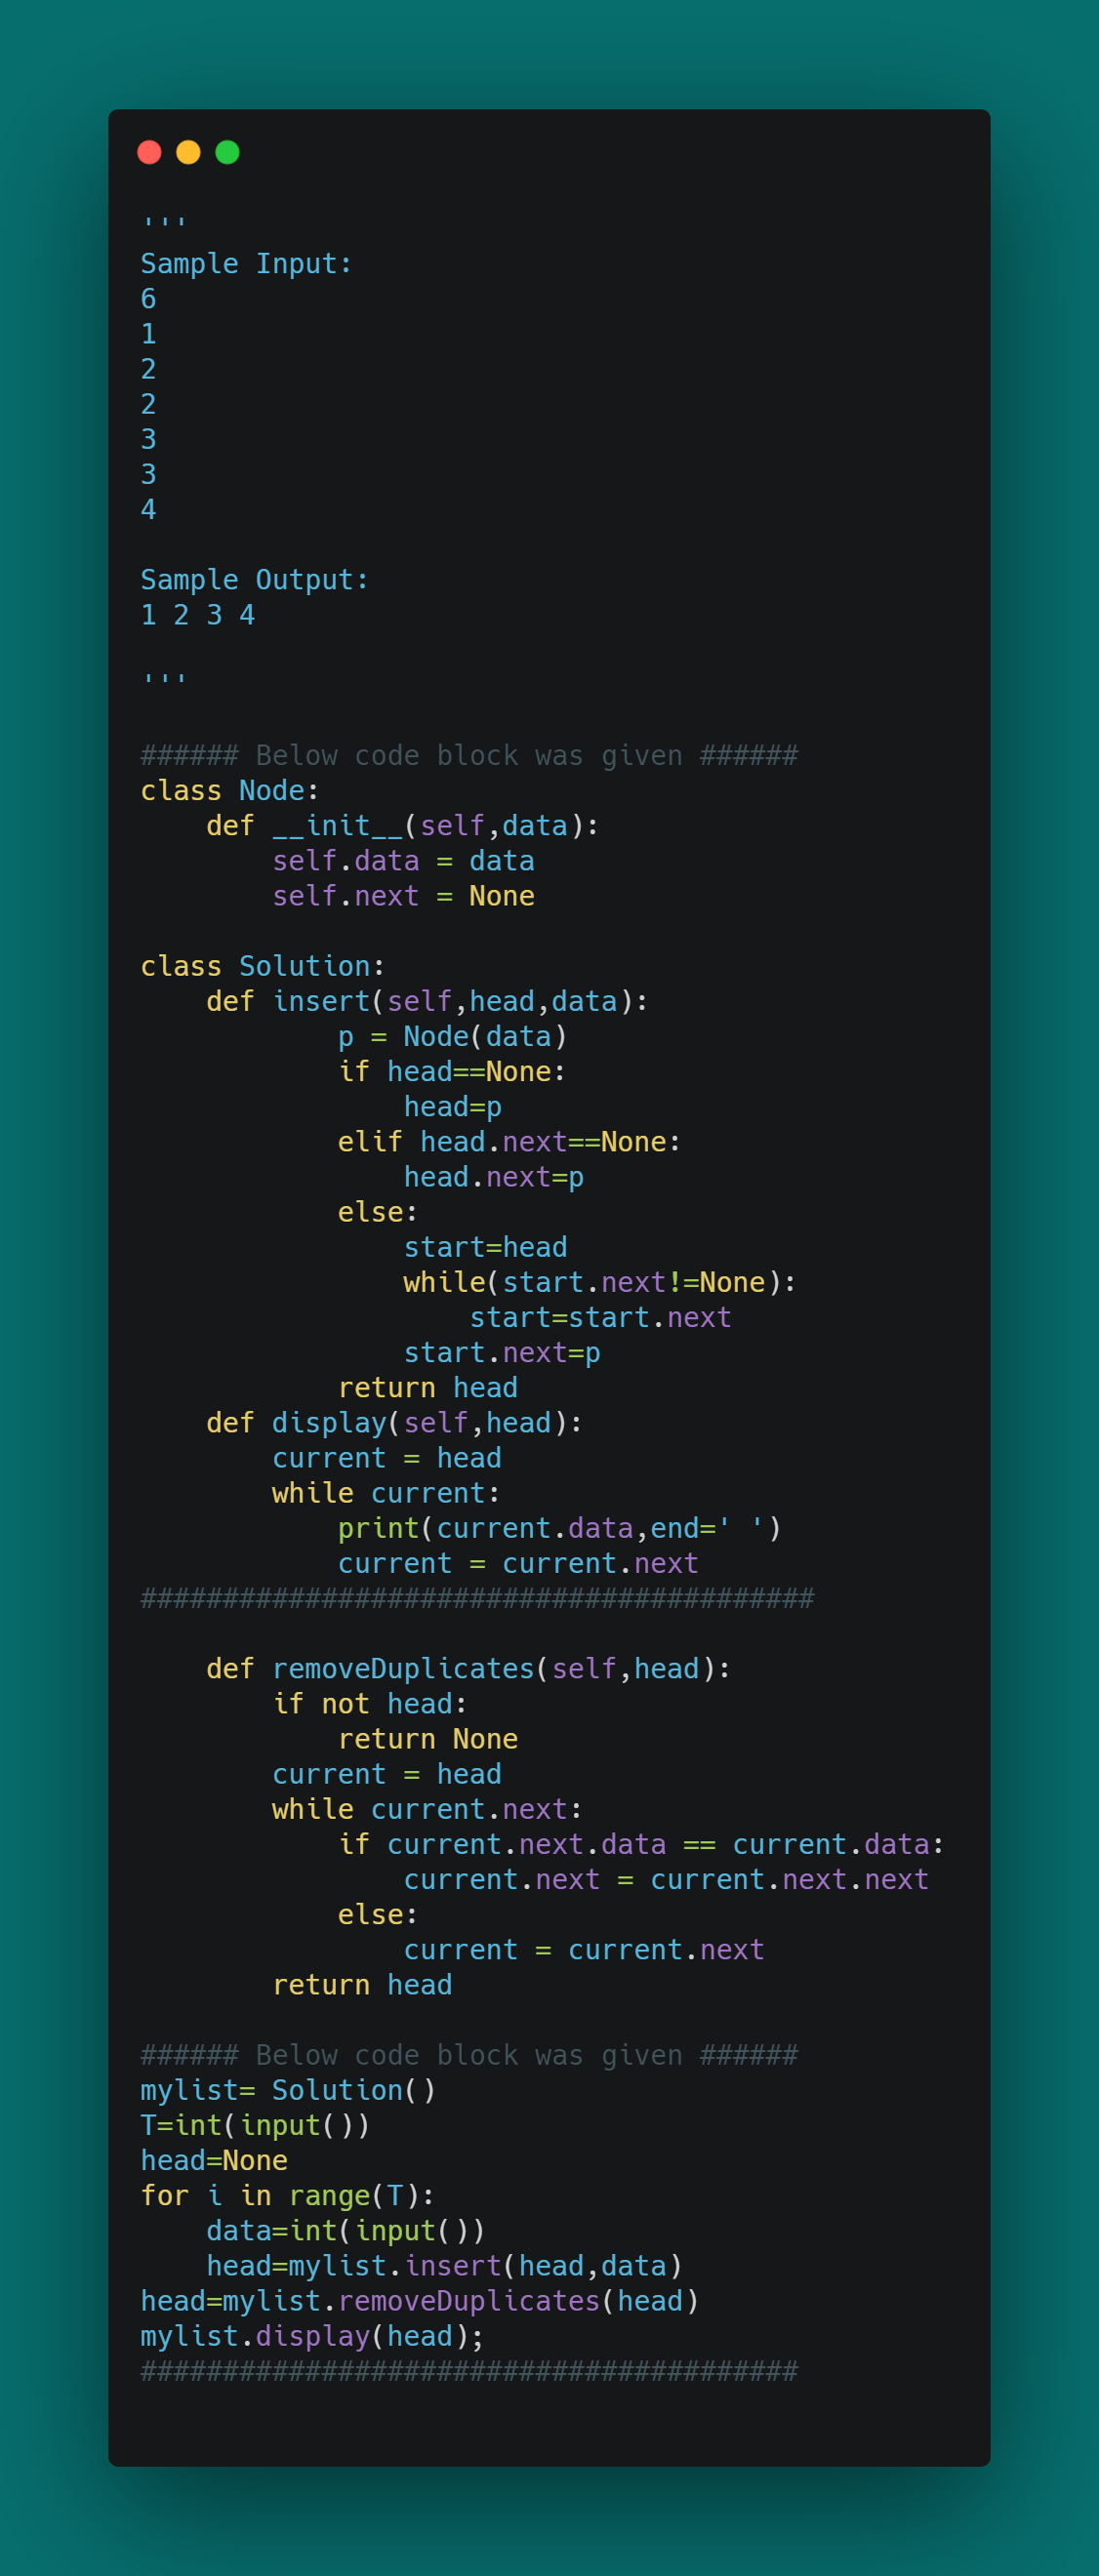 '''
Sample Input:
6
1
2
2
3
3
4

Sample Output:
1 2 3 4

'''

###### Below code block was given ######
class Node:
    def __init__(self,data):
        self.data = data
        self.next = None

class Solution:
    def insert(self,head,data):
            p = Node(data)
            if head==None:
                head=p
            elif head.next==None:
                head.next=p
            else:
                start=head
                while(start.next!=None):
                    start=start.next
                start.next=p
            return head
    def display(self,head):
        current = head
        while current:
            print(current.data,end=' ')
            current = current.next
#########################################

    def removeDuplicates(self,head):
        if not head:
            return None
        current = head
        while current.next:
            if current.next.data == current.data:
                current.next = current.next.next
            else:
                current = current.next
        return head

###### Below code block was given ######
mylist= Solution()
T=int(input())
head=None
for i in range(T):
    data=int(input())
    head=mylist.insert(head,data)
head=mylist.removeDuplicates(head)
mylist.display(head);
########################################